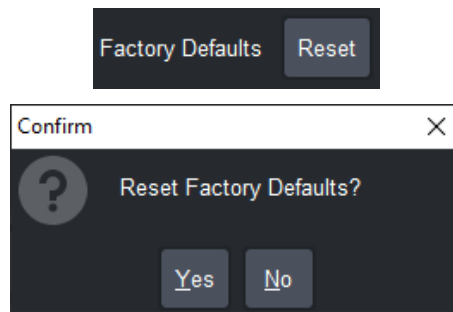 Factory Defaults Reset
Confirm
Reset Factory Defaults?
Yes No